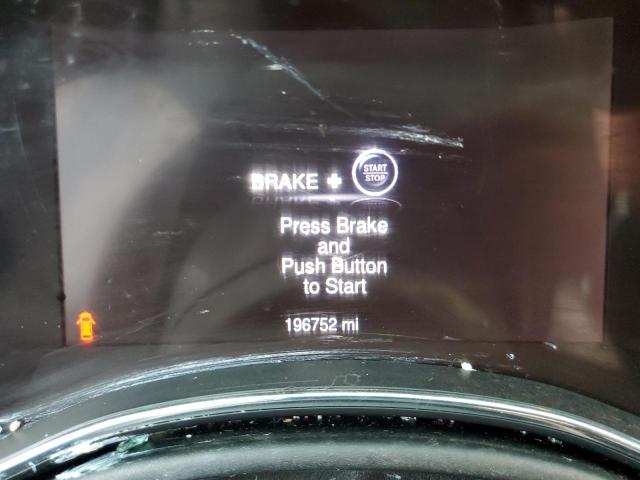 BRAKE + START
STOP
Press Brake
and
Push Button
to Start
196752 mi